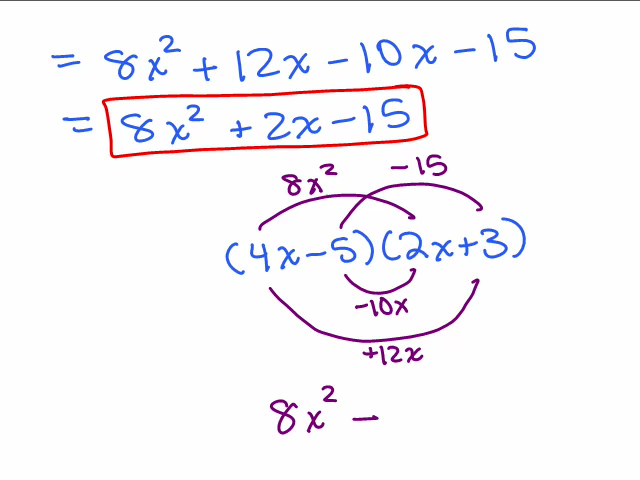 = 8x² + 12x - 10x - 15
= 8x² + 2x - 15
8x² -15
(4x - 5)(2x + 3)
-10x
+12x
8x² -